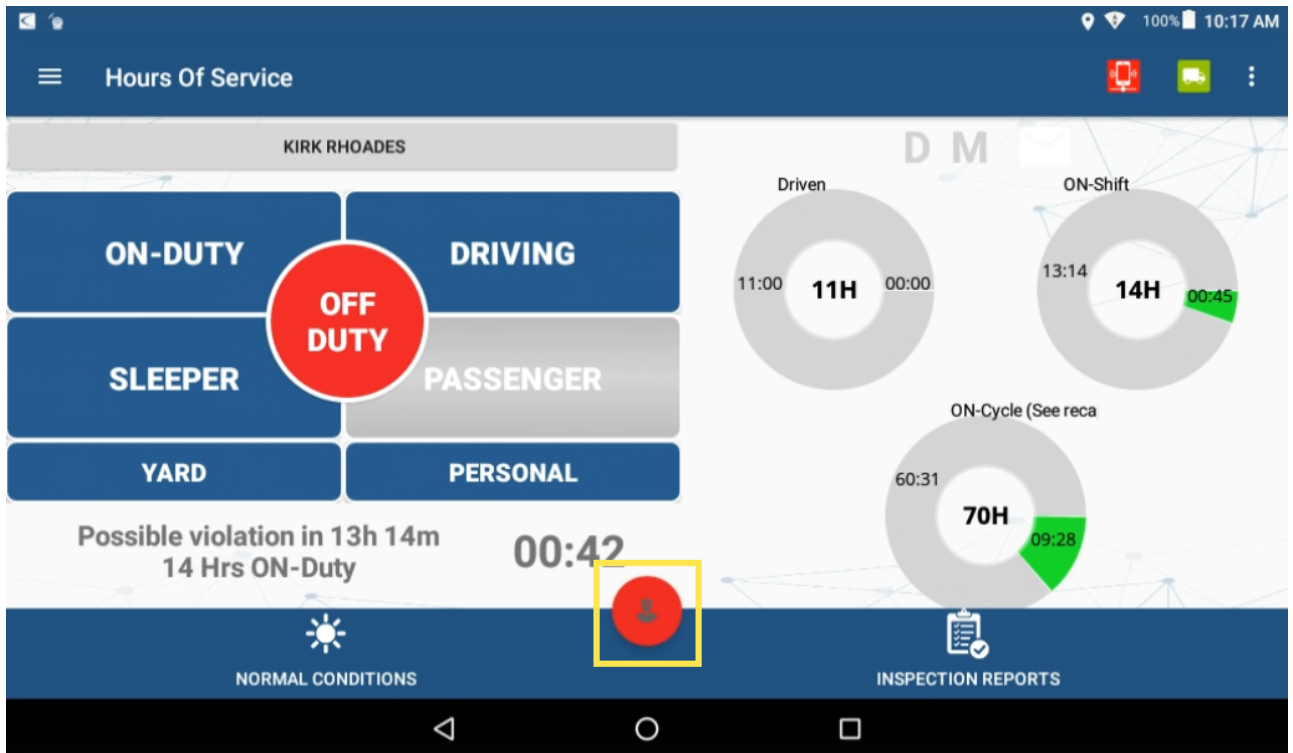 100% 10:17 AM
Hours Of Service
KIRK RHOADES
D M
ON-DUTY
DRIVING
OFF
DUTY
SLEEPER
PASSENGER
YARD
PERSONAL
Possible violation in 13h 14m
14 Hrs ON-Duty
00:42
Driven
11:00
11H
00:00
ON-Shift
13:14
14H
00:45
ON-Cycle (See reca
60:31
70H
09:28
NORMAL CONDITIONS
INSPECTION REPORTS